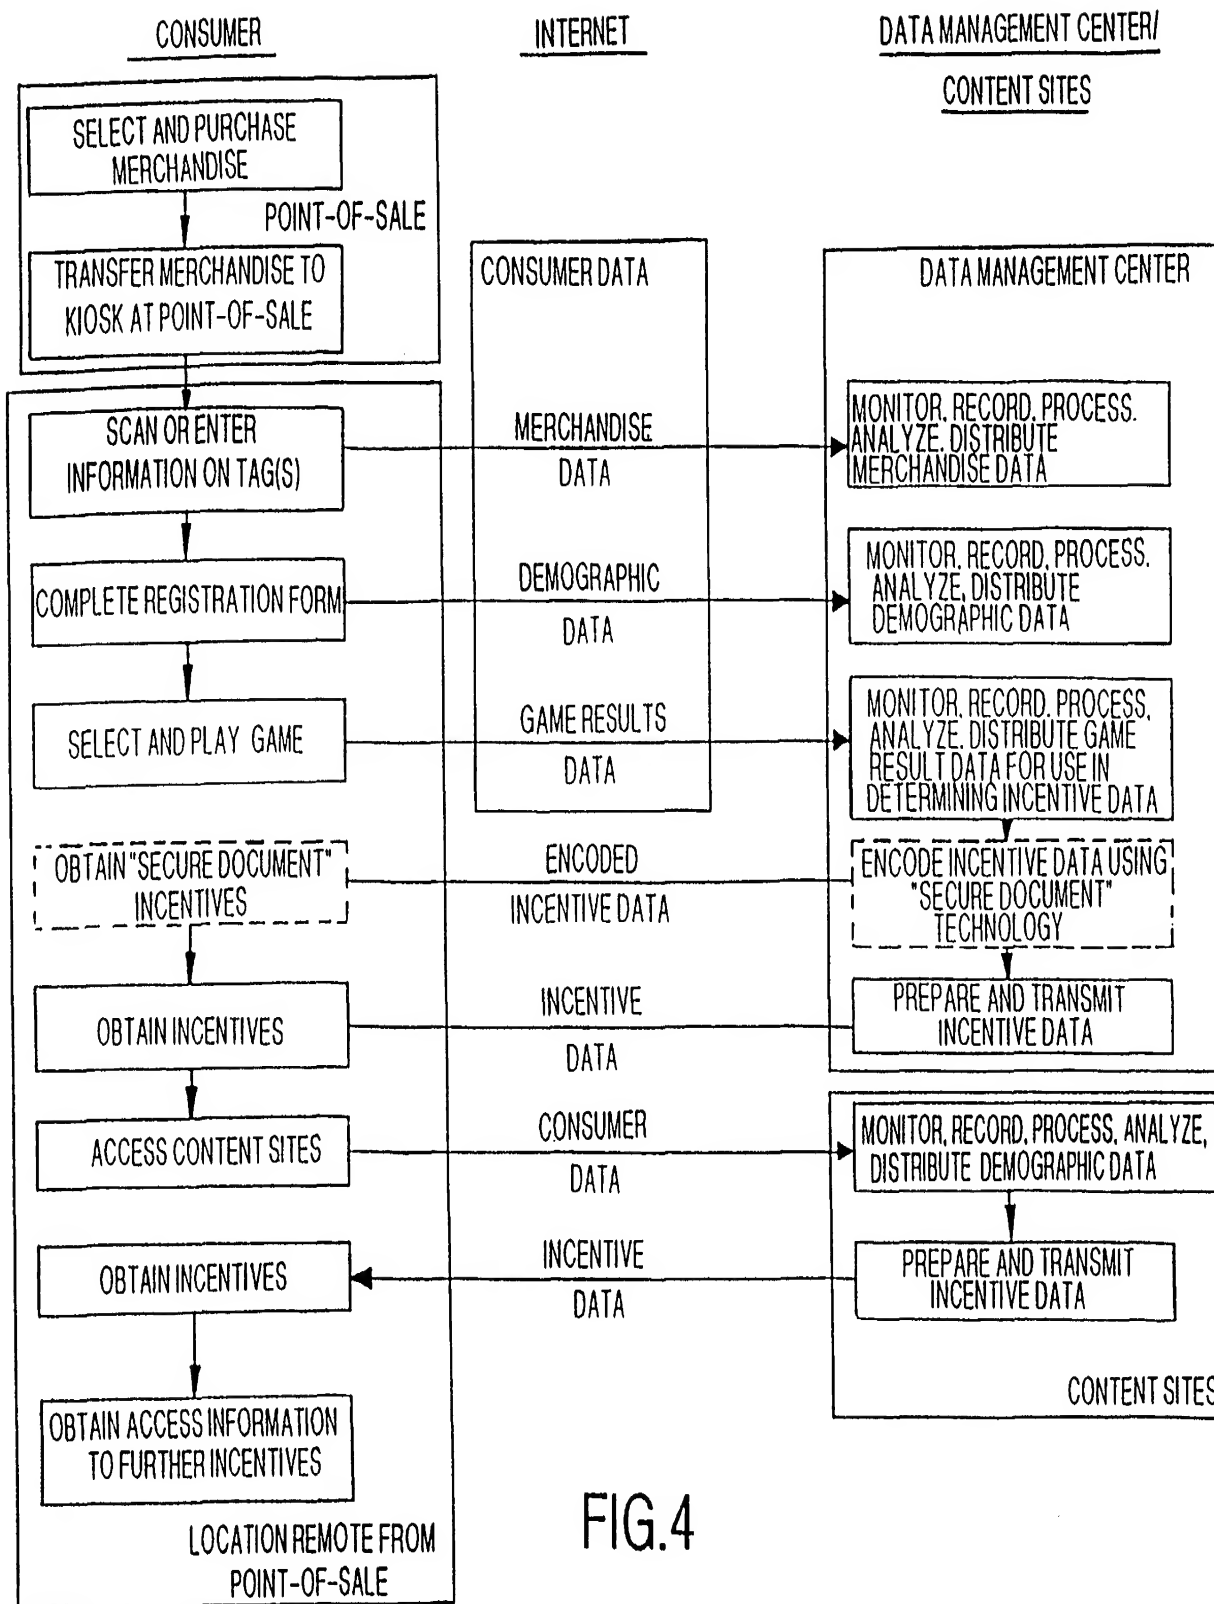 CONSUMER
INTERNET
DATA MANAGEMENT CENTER/
CONTENT SITES
SELECT AND PURCHASE
MERCHANDISE
POINT-OF-SALE
TRANSFER MERCHANDISE TO
KIOSK AT POINT-OF-SALE
CONSUMER DATA
DATA MANAGEMENT CENTER
SCAN OR ENTER
INFORMATION ON TAG(S)
MERCHANDISE
DATA
MONITOR, RECORD, PROCESS,
ANALYZE, DISTRIBUTE
MERCHANDISE DATA
COMPLETE REGISTRATION FORM
DEMOGRAPHIC
DATA
MONITOR, RECORD, PROCESS,
ANALYZE, DISTRIBUTE
DEMOGRAPHIC DATA
SELECT AND PLAY GAME
GAME RESULTS
DATA
MONITOR, RECORD, PROCESS,
ANALYZE, DISTRIBUTE GAME
RESULT DATA FOR USE IN
DETERMINING INCENTIVE DATA
OBTAIN "SECURE DOCUMENT"
INCENTIVES
ENCODED
INCENTIVE DATA
ENCODE INCENTIVE DATA USING
"SECURE DOCUMENT"
TECHNOLOGY
OBTAIN INCENTIVES
INCENTIVE
DATA
PREPARE AND TRANSMIT
INCENTIVE DATA
ACCESS CONTENT SITES
CONSUMER
DATA
MONITOR, RECORD, PROCESS, ANALYZE,
DISTRIBUTE DEMOGRAPHIC DATA
OBTAIN INCENTIVES
INCENTIVE
DATA
PREPARE AND TRANSMIT
INCENTIVE DATA
CONTENT SITES
OBTAIN ACCESS INFORMATION
TO FURTHER INCENTIVES
LOCATION REMOTE FROM
POINT-OF-SALE
FIG.4